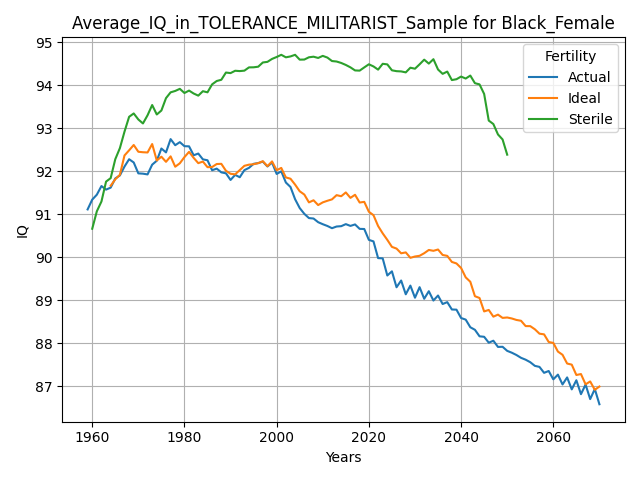 Average_IQ_in_TOLERANCE_MILITARIST_Sample for Black_Female
95
94
93
92
91
90
89
88
87
IQ
1960
1980
2000
2020
2040
2060
Years
Fertility
Actual
Ideal
Sterile